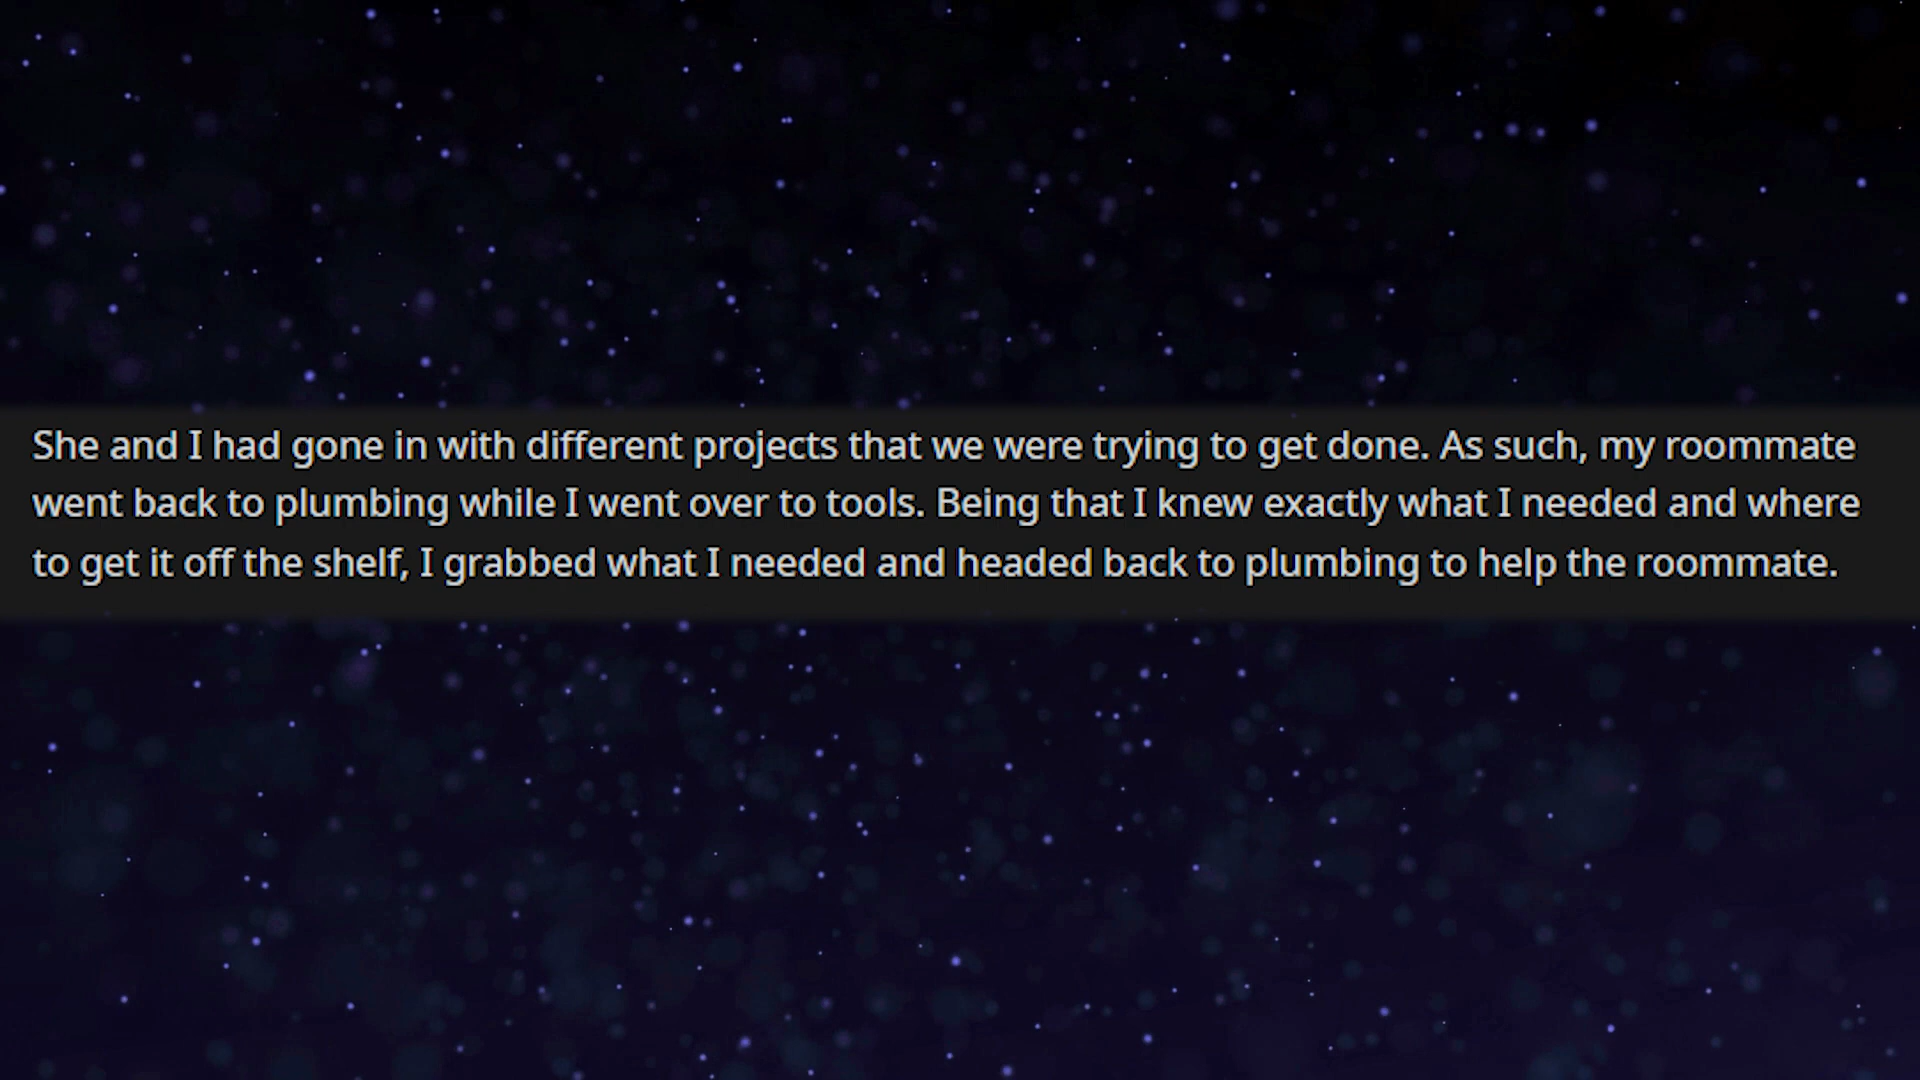 She and I had gone in with different projects that we were trying to get done. As such, my roommate
went back to plumbing while I went over to tools. Being that I knew exactly what I needed and where
to get it off the shelf, I grabbed what I needed and headed back to plumbing to help the roommate.